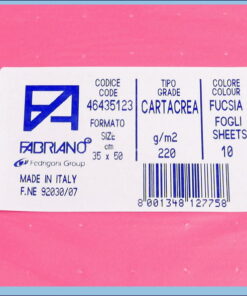 CODICE
CODE
46435123
FORMATO
SIZE
cm
35 x 50
TIPO
GRADE
CARTACREA
g/m2
220
COLORE
COLOUR
FUCSIA
FOGLI
SHEETS
10
FABRIANO®
Fedrigoni Group
MADE IN ITALY
F.NE 92030/07
8 001348 127758